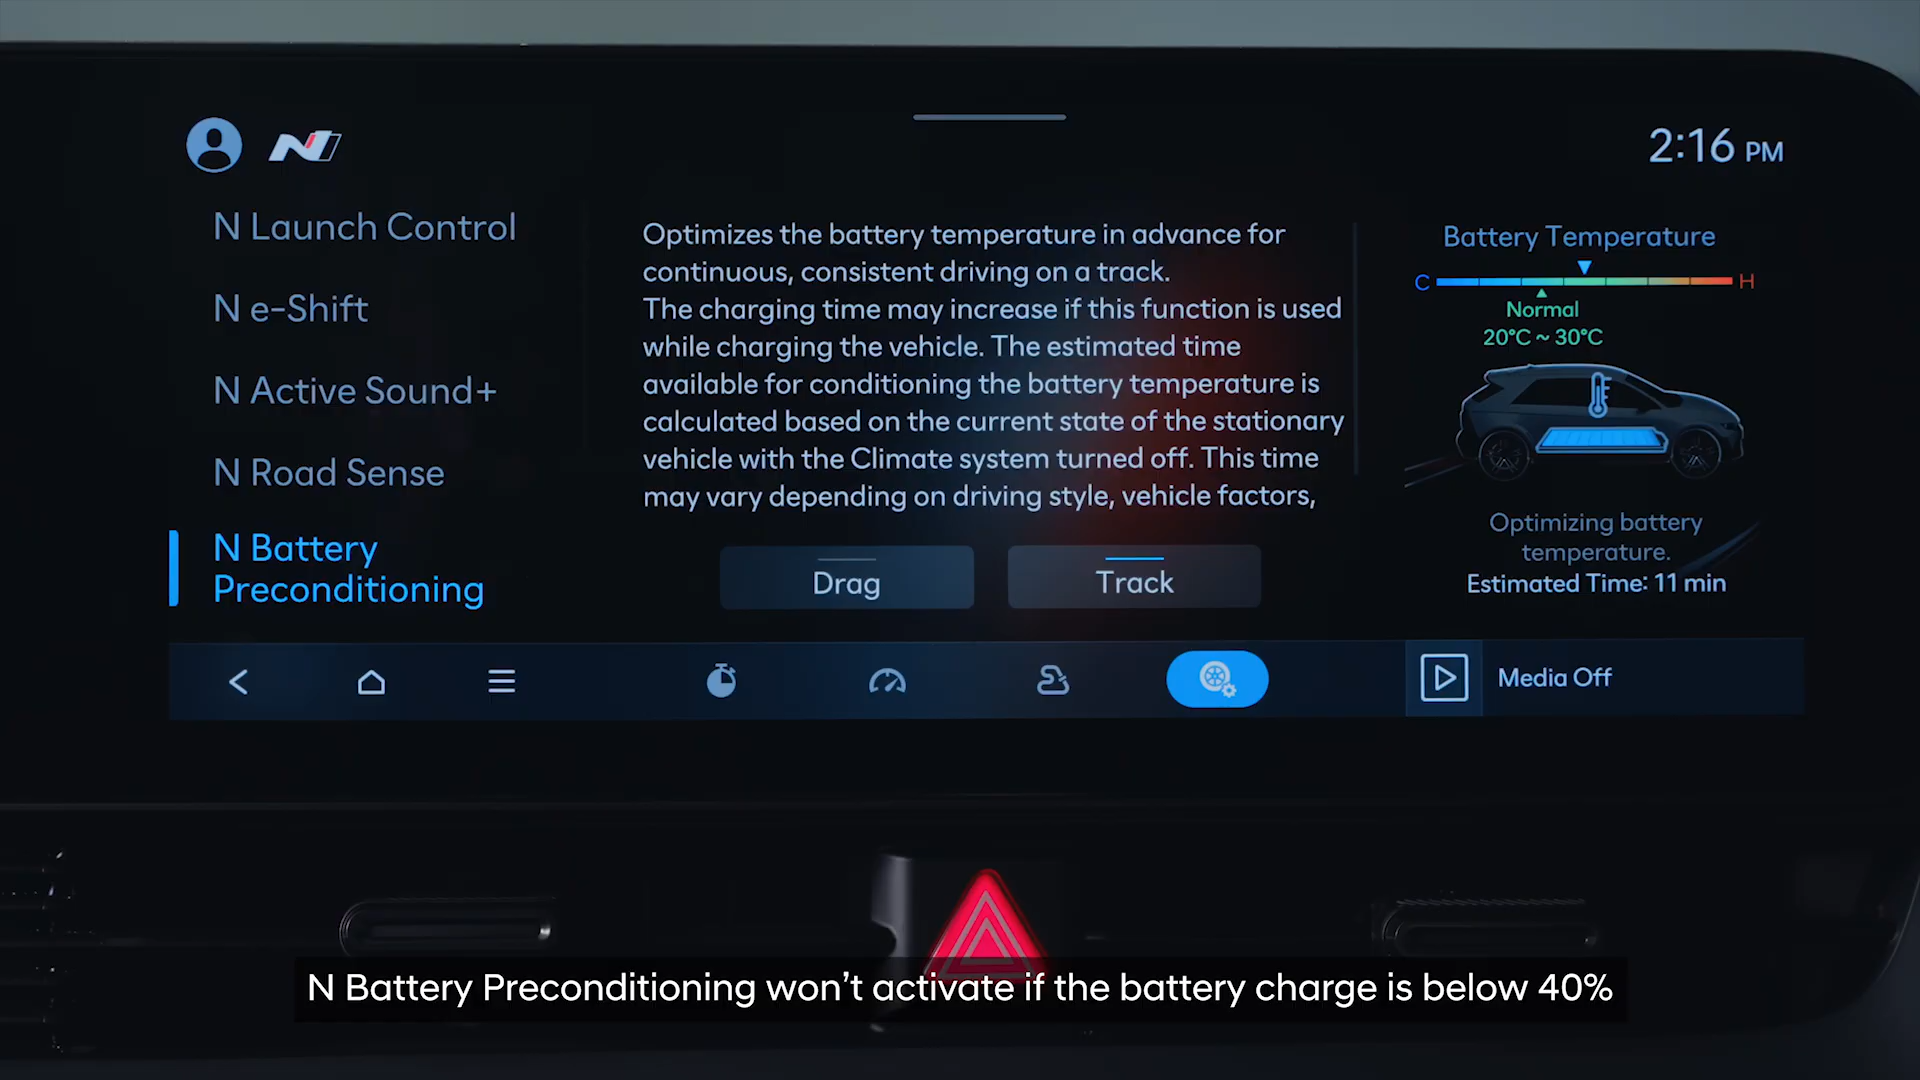 2:16 PM
N Launch Control
N e-Shift
N Active Sound+
N Road Sense
N Battery
Preconditioning
Optimizes the battery temperature in advance for
continuous, consistent driving on a track.
The charging time may increase if this function is used
while charging the vehicle. The estimated time
available for conditioning the battery temperature is
calculated based on the current state of the stationary
vehicle with the Climate system turned off. This time
may vary depending on driving style, vehicle factors,
Drag
Track
Battery Temperature
C H
Normal
20°C ~ 30°C
Optimizing battery
temperature.
Estimated Time: 11 min
Media Off
N Battery Preconditioning won't activate if the battery charge is below 40%